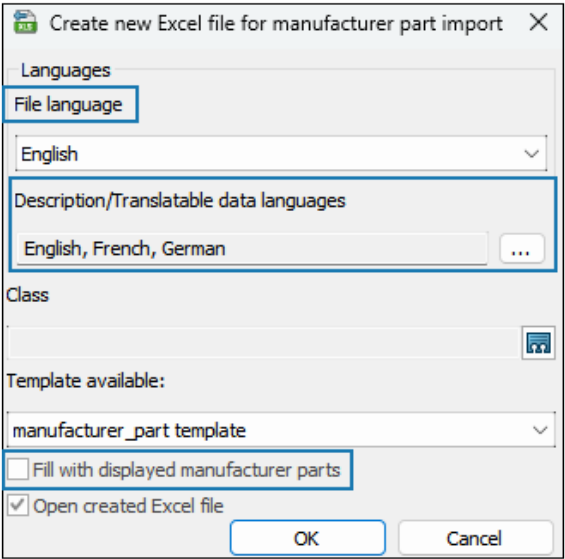 Create new Excel file for manufacturer part import
Languages
File language
English
Description/Translatable data languages
English, French, German
...
Class
Template available:
manufacturer_part template
Fill with displayed manufacturer parts
Open created Excel file
OK Cancel